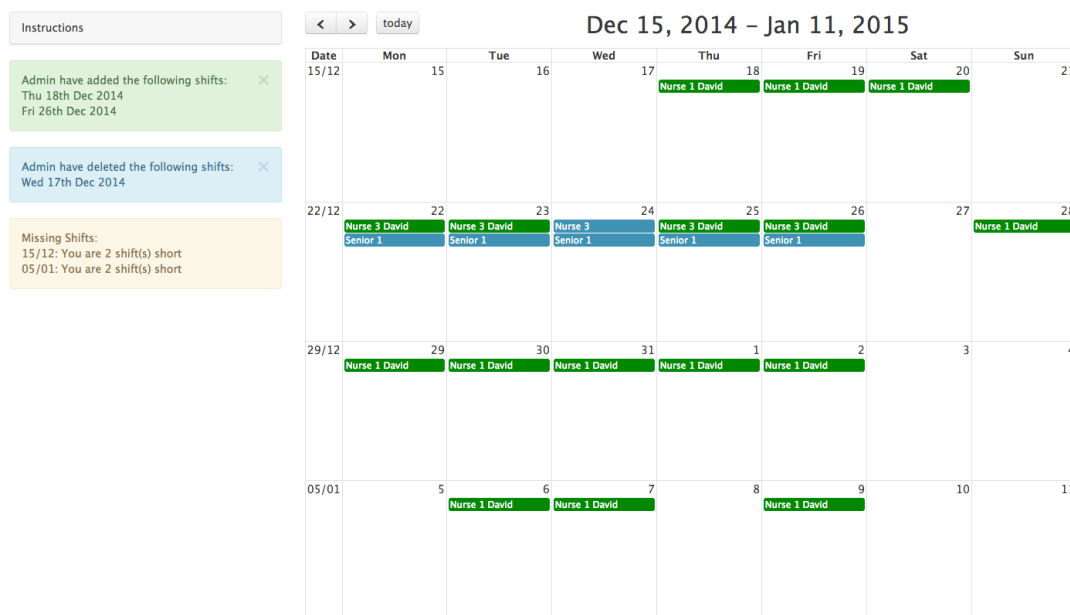 Instructions
Admin have added the following shifts:
Thu 18th Dec 2014
Fri 26th Dec 2014
Admin have deleted the following shifts:
Wed 17th Dec 2014
Missing Shifts:
15/12: You are 2 shift(s) short
05/01: You are 2 shift(s) short
today
Dec 15, 2014 – Jan 11, 2015
Date Mon Tue Wed Thu Fri Sat Sun
15/12 15 16 17 18 19 20 21
Nurse 1 David Nurse 1 David Nurse 1 David
22/12 22 23 24 25 26 27 28
Nurse 3 David Nurse 3 David Nurse 3 Nurse 3 David Nurse 3 David Nurse 1 David
Senior 1 Senior 1 Senior 1 Senior 1 Senior 1
29/12 29 30 31 1 2 3 4
Nurse 1 David Nurse 1 David Nurse 1 David Nurse 1 David Nurse 1 David
05/01 5 6 7 8 9 10 11
Nurse 1 David Nurse 1 David Nurse 1 David